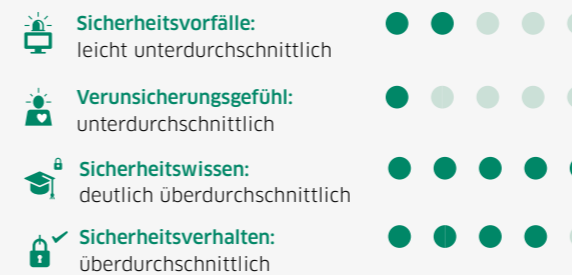 Sicherheitsvorfälle:
leicht unterdurchschnittlich
Verunsicherungsgefühl:
unterdurchschnittlich
Sicherheitswissen:
deutlich überdurchschnittlich
Sicherheitsverhalten:
überdurchschnittlich